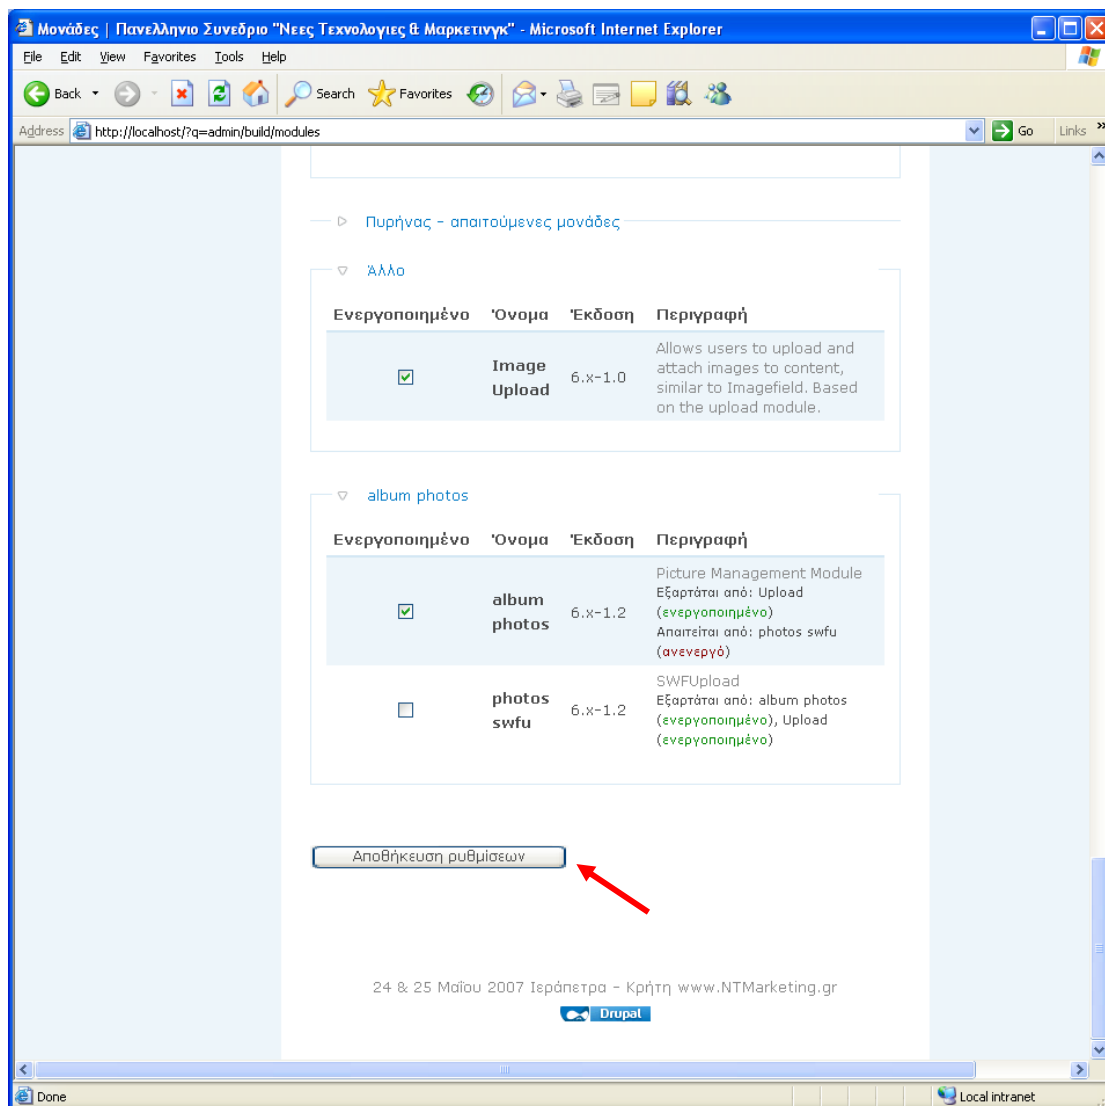 Μονάδες | Πανελληνιο Συνεδριο "Νεες Τεχνολογιες & Μαρκετινγκ" - Microsoft Internet Explorer
File Edit View Favorites Tools Help
Back Search Favorites
Address http://localhost/?q=admin/build/modules Go Links »
Πυρήνας - απαιτούμενες μονάδες
Άλλο
Ενεργοποιημένο Όνομα Έκδοση Περιγραφή
Image Upload 6.x-1.0
Allows users to upload and
attach images to content,
similar to Imagefield. Based
on the upload module.
album photos
Ενεργοποιημένο Όνομα Έκδοση Περιγραφή
album photos 6.x-1.2
Picture Management Module
Εξαρτάται από: Upload
(ενεργοποιημένο)
Απαιτείται από: photos swfu
(ανενεργό)
photos swfu 6.x-1.2
SWFUpload
Εξαρτάται από: album photos
(ενεργοποιημένο), Upload
(ενεργοποιημένο)
Αποθήκευση ρυθμίσεων
24 & 25 Μαΐου 2007 Ιεράπετρα - Κρήτη www.NTMarketing.gr
Drupal
Done Local intranet